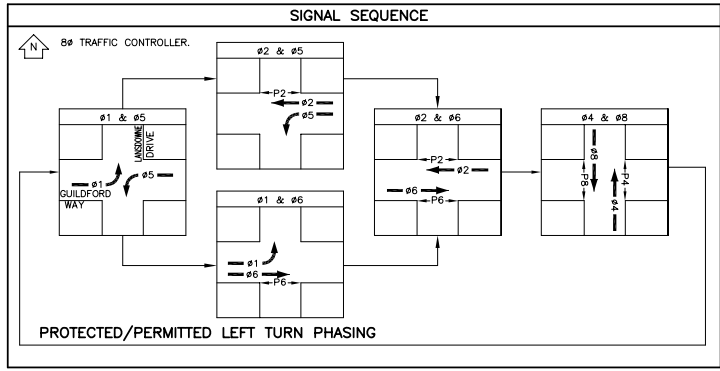 SIGNAL SEQUENCE
N
8ø TRAFFIC CONTROLLER.
ø2 & ø5
P2
ø2
ø5
ø1 & ø5
LANSDOWNE
DRIVE
ø1
ø5
GUILDFORD
WAY
ø2 & ø6
P2
ø2
ø6
P6
ø4 & ø8
ø8
P8
P4
ø4
ø1 & ø6
ø1
ø6
P6
PROTECTED/PERMITTED LEFT TURN PHASING